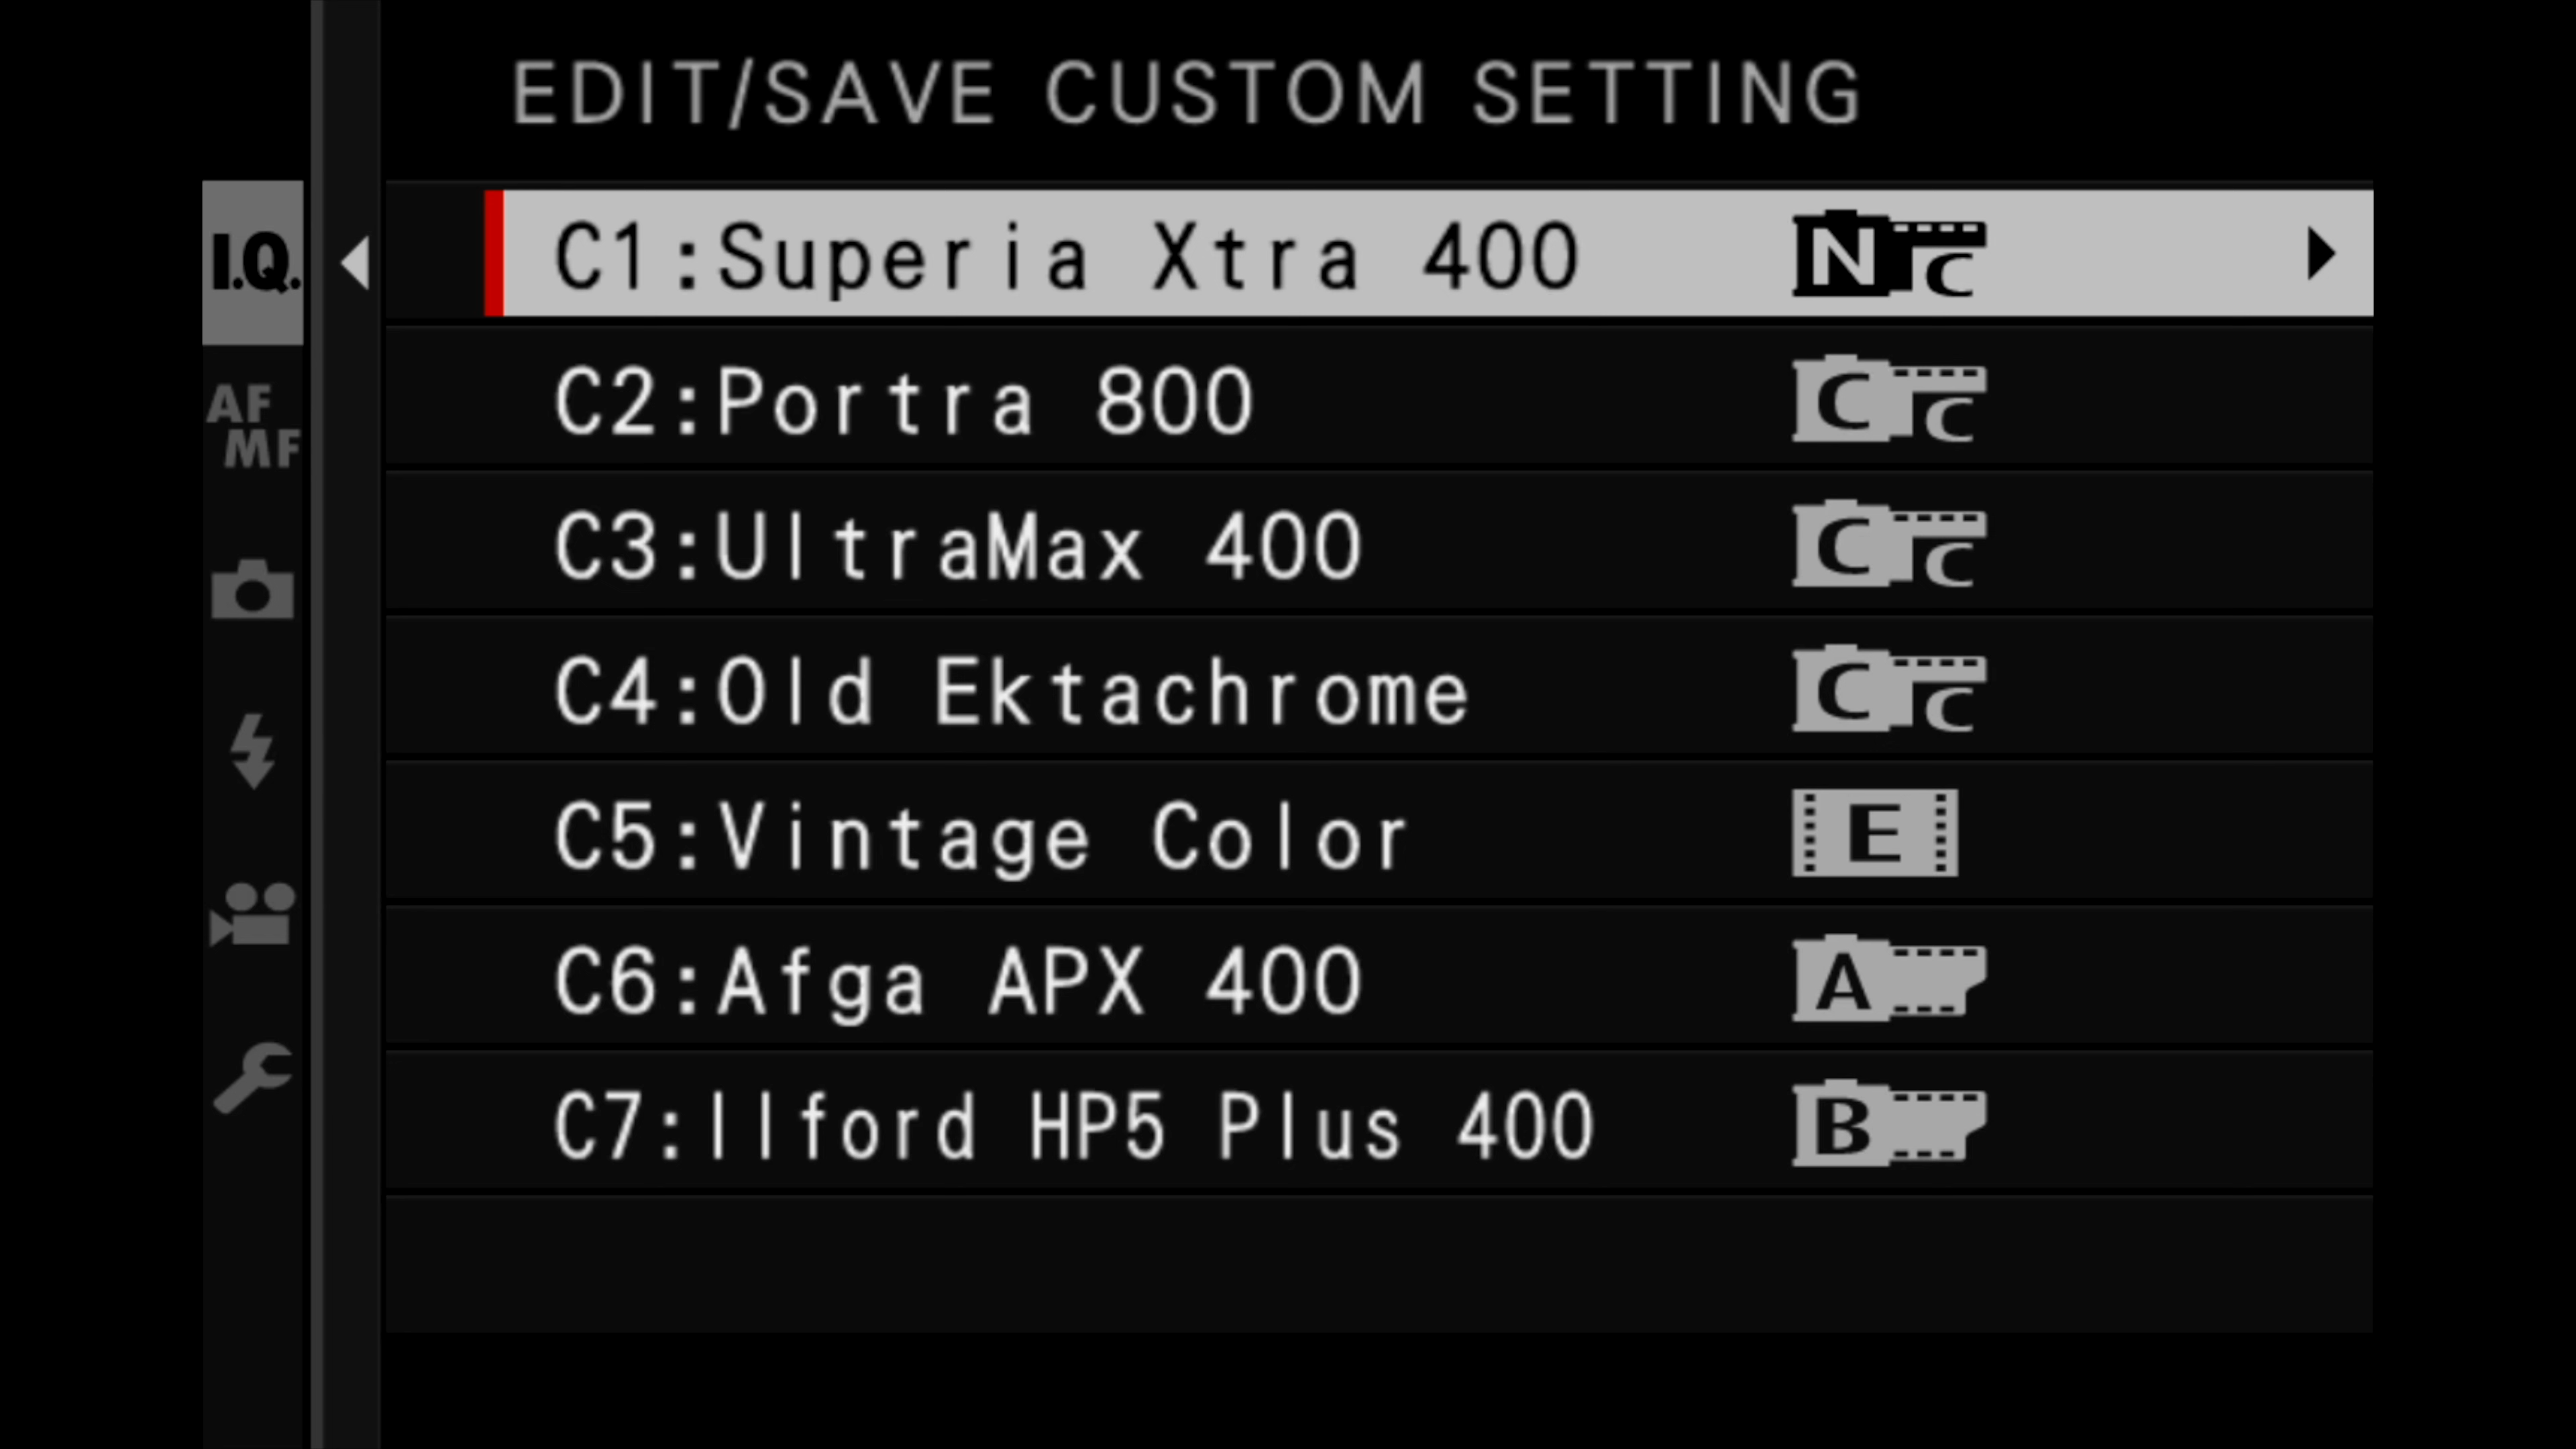 EDIT/SAVE CUSTOM SETTING
I.Q.
AF
MF
C1:Superia Xtra 400 N C
C2:Portra 800 C C
C3:UltraMax 400 C C
C4:Old Ektachrome C C
C5:Vintage Color E
C6:Afga APX 400 A
C7:Ilford HP5 Plus 400 B